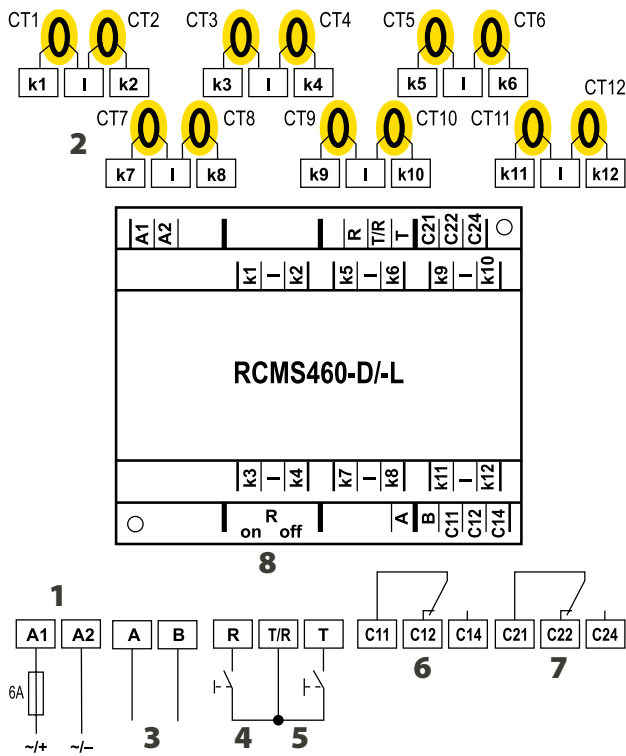 CT1 CT2 CT3 CT4 CT5 CT6
k1 I k2 k3 I k4 k5 I k6
CT7 CT8 CT9 CT10 CT11 CT12
2
k7 I k8 k9 I k10 k11 I k12
A1 A2 R T/R T C21 C22 C24
k1 I k2 k5 I k6 k9 I k10
RCMS460-D/-L
k3 I k4 k7 I k8 k11 I k12
on R off A B C11 C12 C14
8
1
A1 A2 A B R T/R T C11 C12 C14 C21 C22 C24
6 7
6A
~/+ ~/– 3 4 5